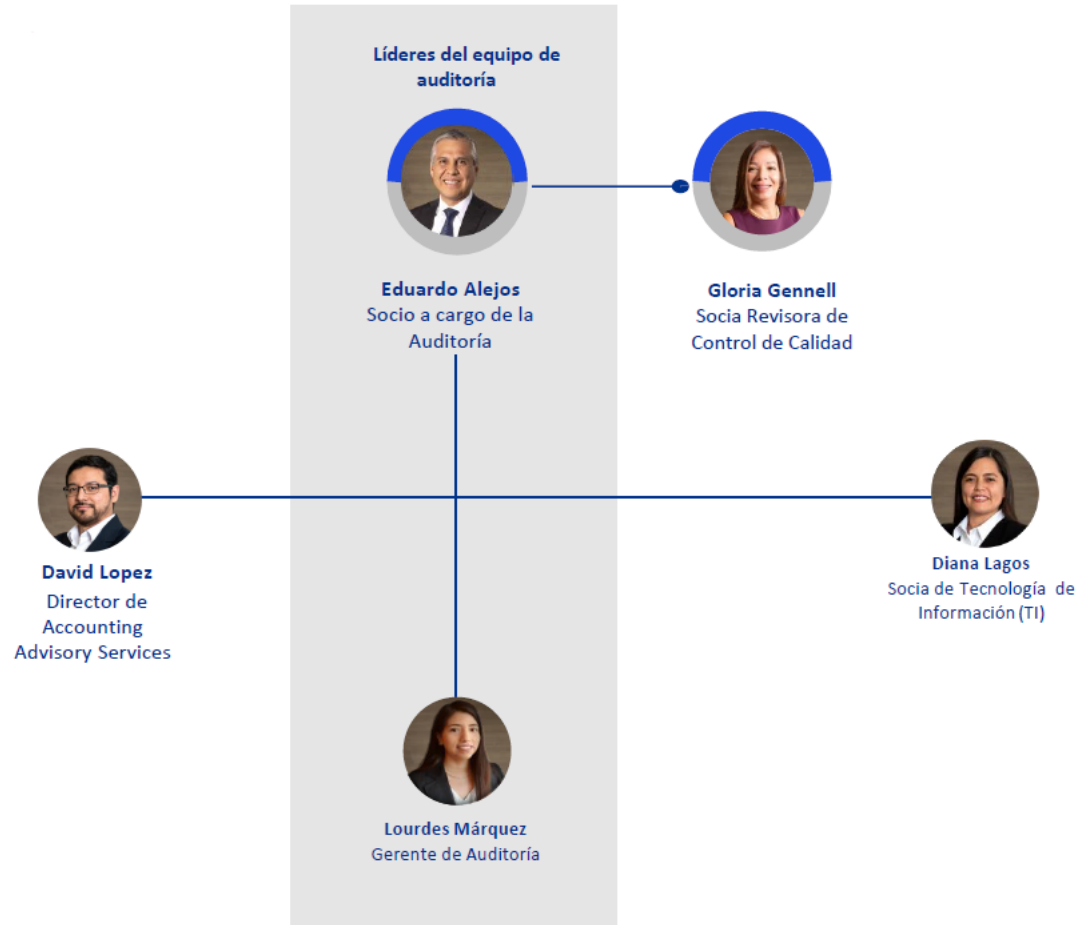 Líderes del equipo de
auditoría
Eduardo Alejos
Socio a cargo de la
Auditoría
Gloria Gennell
Socia Revisora de
Control de Calidad
David Lopez
Director de
Accounting
Advisory Services
Diana Lagos
Socia de Tecnología de
Información (TI)
Lourdes Márquez
Gerente de Auditoría